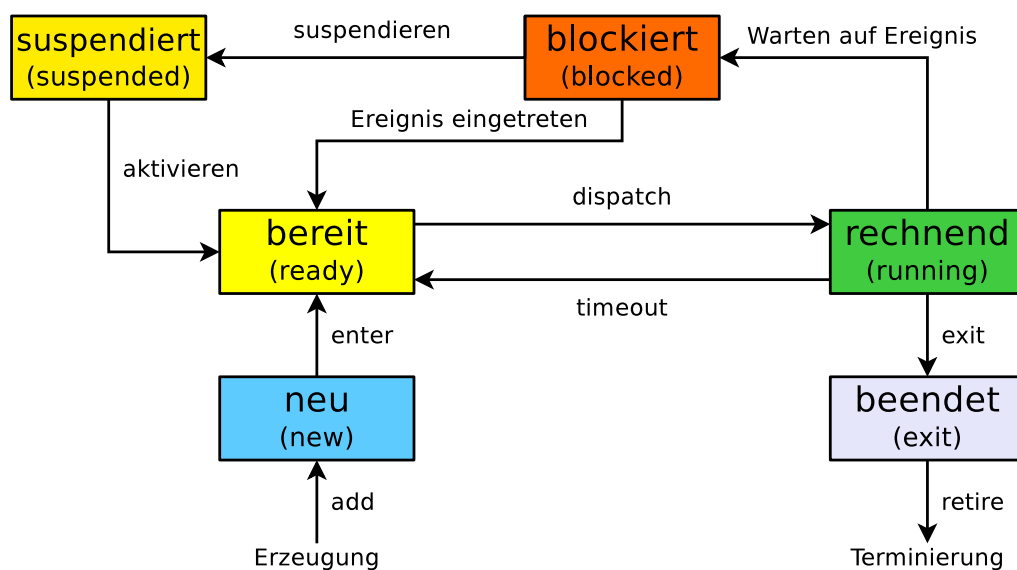 suspendiert
(suspended)
suspendieren
blockiert
(blocked)
Warten auf Ereignis
Ereignis eingetreten
aktivieren
bereit
(ready)
dispatch
rechnend
(running)
timeout
enter
exit
neu
(new)
beendet
(exit)
add
retire
Erzeugung
Terminierung